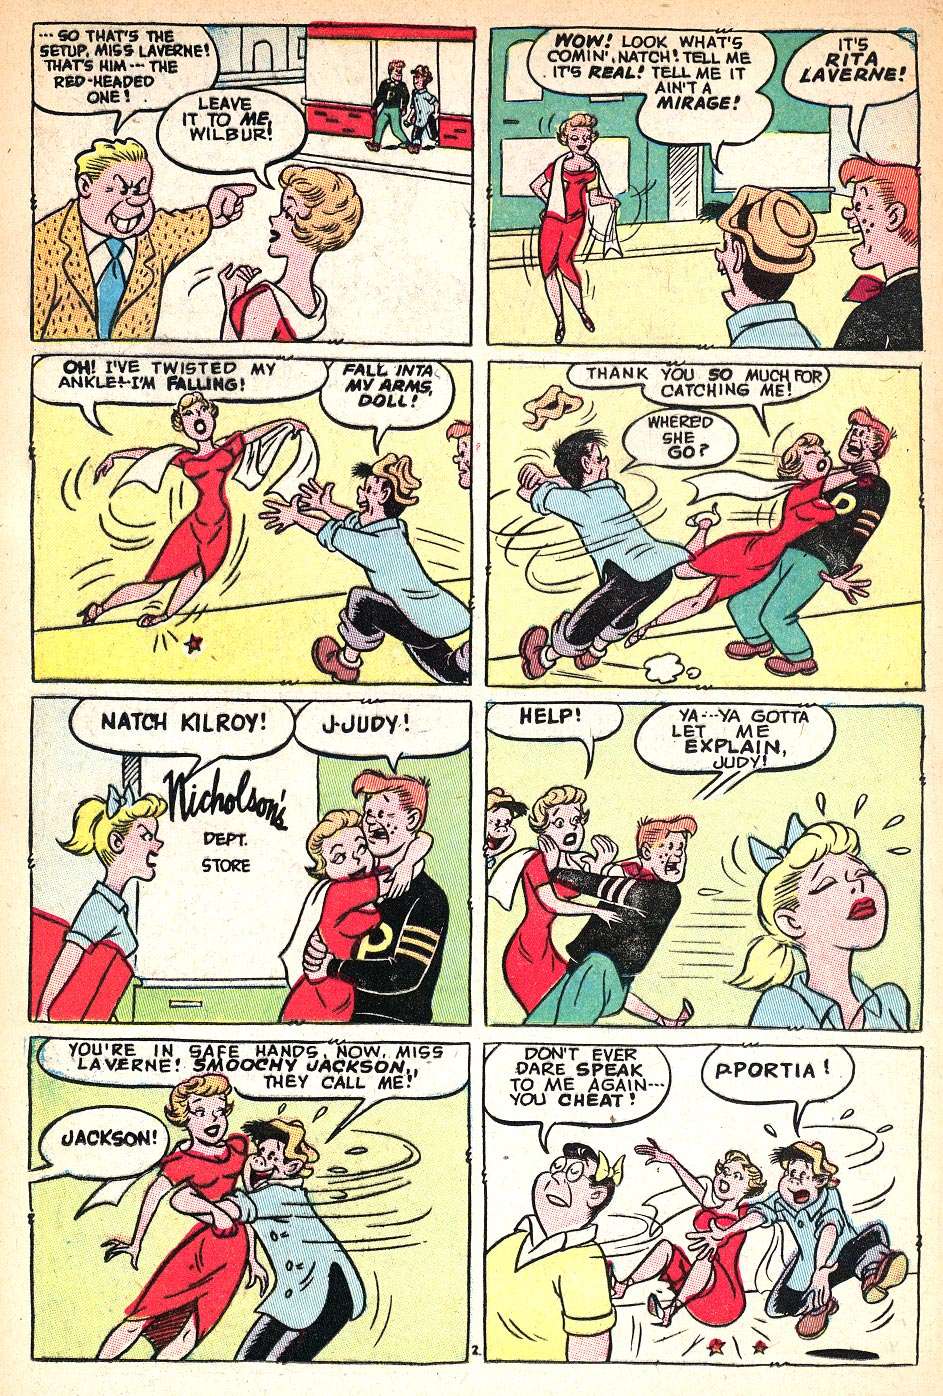 ...SO THAT'S THE
SETUP, MISS LAVERNE!
THAT'S HIM--- THE
RED-HEADED
ONE!
LEAVE
IT TO ME,
WILBUR!
WOW! LOOK WHAT'S
COMIN', NATCH! TELL ME
IT'S REAL! TELL ME IT
AIN'T A
MIRAGE!
IT'S
RITA
LAVERNE!
OH! I'VE TWISTED MY
ANKLE!-I'M FALLING!
FALL INTA
MY ARMS,
DOLL!
THANK YOU SO MUCH FOR
CATCHING ME!
WHERE'D
SHE
GO?
P
NATCH KILROY!
J-JUDY!
Nicholson's
DEPT.
STORE
P
HELP!
YA---YA GOTTA
LET ME
EXPLAIN,
JUDY!
YOU'RE IN SAFE HANDS, NOW, MISS
LAVERNE! SMOOCHY JACKSON,
THEY CALL ME!
JACKSON!
DON'T EVER
DARE SPEAK
TO ME AGAIN---
YOU CHEAT!
P-PORTIA!
2